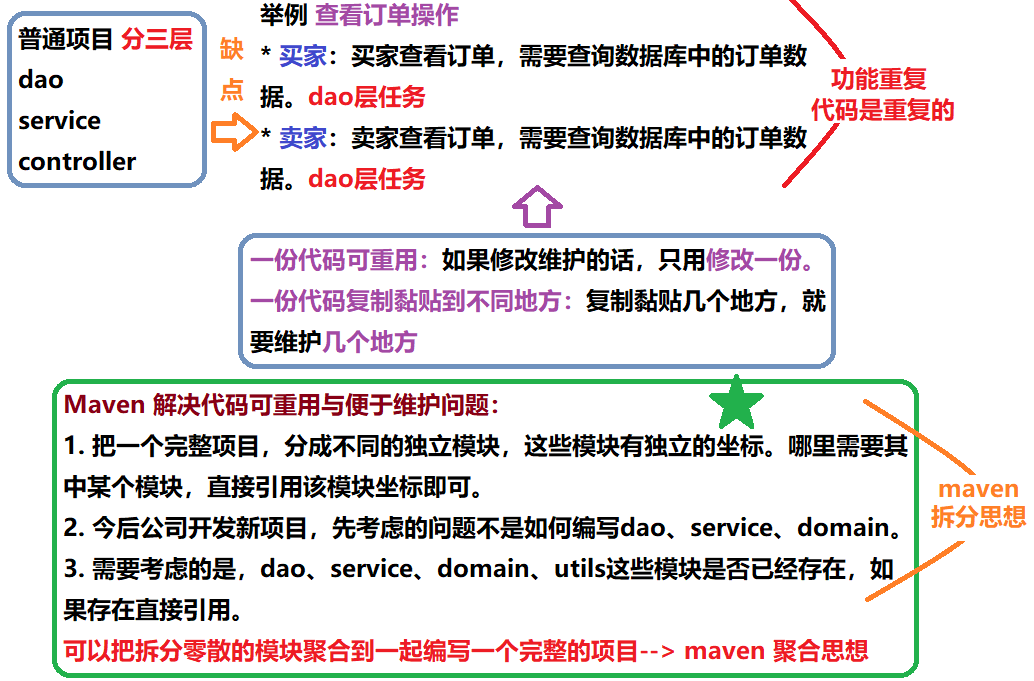 普通项目 分三层
dao
service
controller
缺
点
举例 查看订单操作
* 买家：买家查看订单，需要查询数据库中的订单数
据。dao层任务
* 卖家：卖家查看订单，需要查询数据库中的订单数
据。dao层任务
功能重复
代码是重复的
一份代码可重用：如果修改维护的话，只用修改一份。
一份代码复制黏贴到不同地方：复制黏贴几个地方，就
要维护几个地方
Maven 解决代码可重用与便于维护问题：
1. 把一个完整项目，分成不同的独立模块，这些模块有独立的坐标。哪里需要其
中某个模块，直接引用该模块坐标即可。
2. 今后公司开发新项目，先考虑的问题不是如何编写dao、service、domain。
3. 需要考虑的是，dao、service、domain、utils这些模块是否已经存在，如
果存在直接引用。
可以把拆分零散的模块聚合到一起编写一个完整的项目--> maven 聚合思想
maven
拆分思想